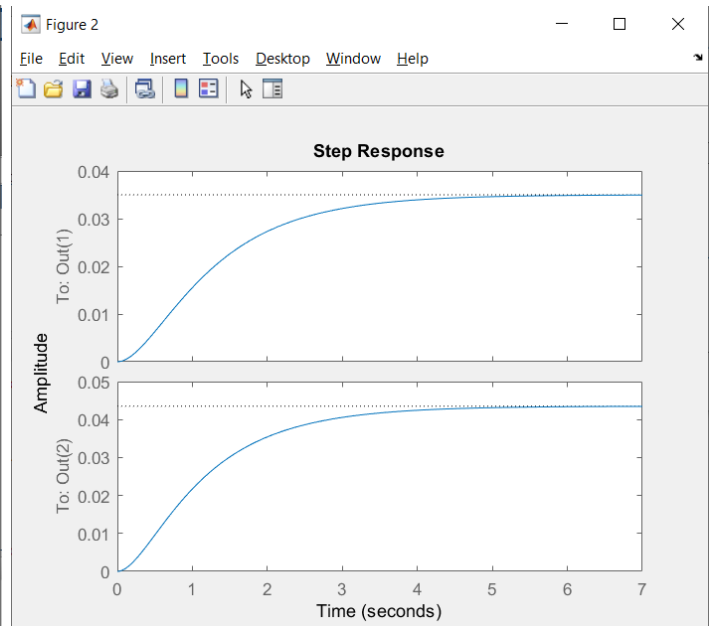 Figure 2
File Edit View Insert Tools Desktop Window Help
Step Response
0.04
0.03
0.02
0.01
0
To: Out(1)
Amplitude
0.05
0.04
0.03
0.02
0.01
0
To: Out(2)
0 1 2 3 4 5 6 7
Time (seconds)